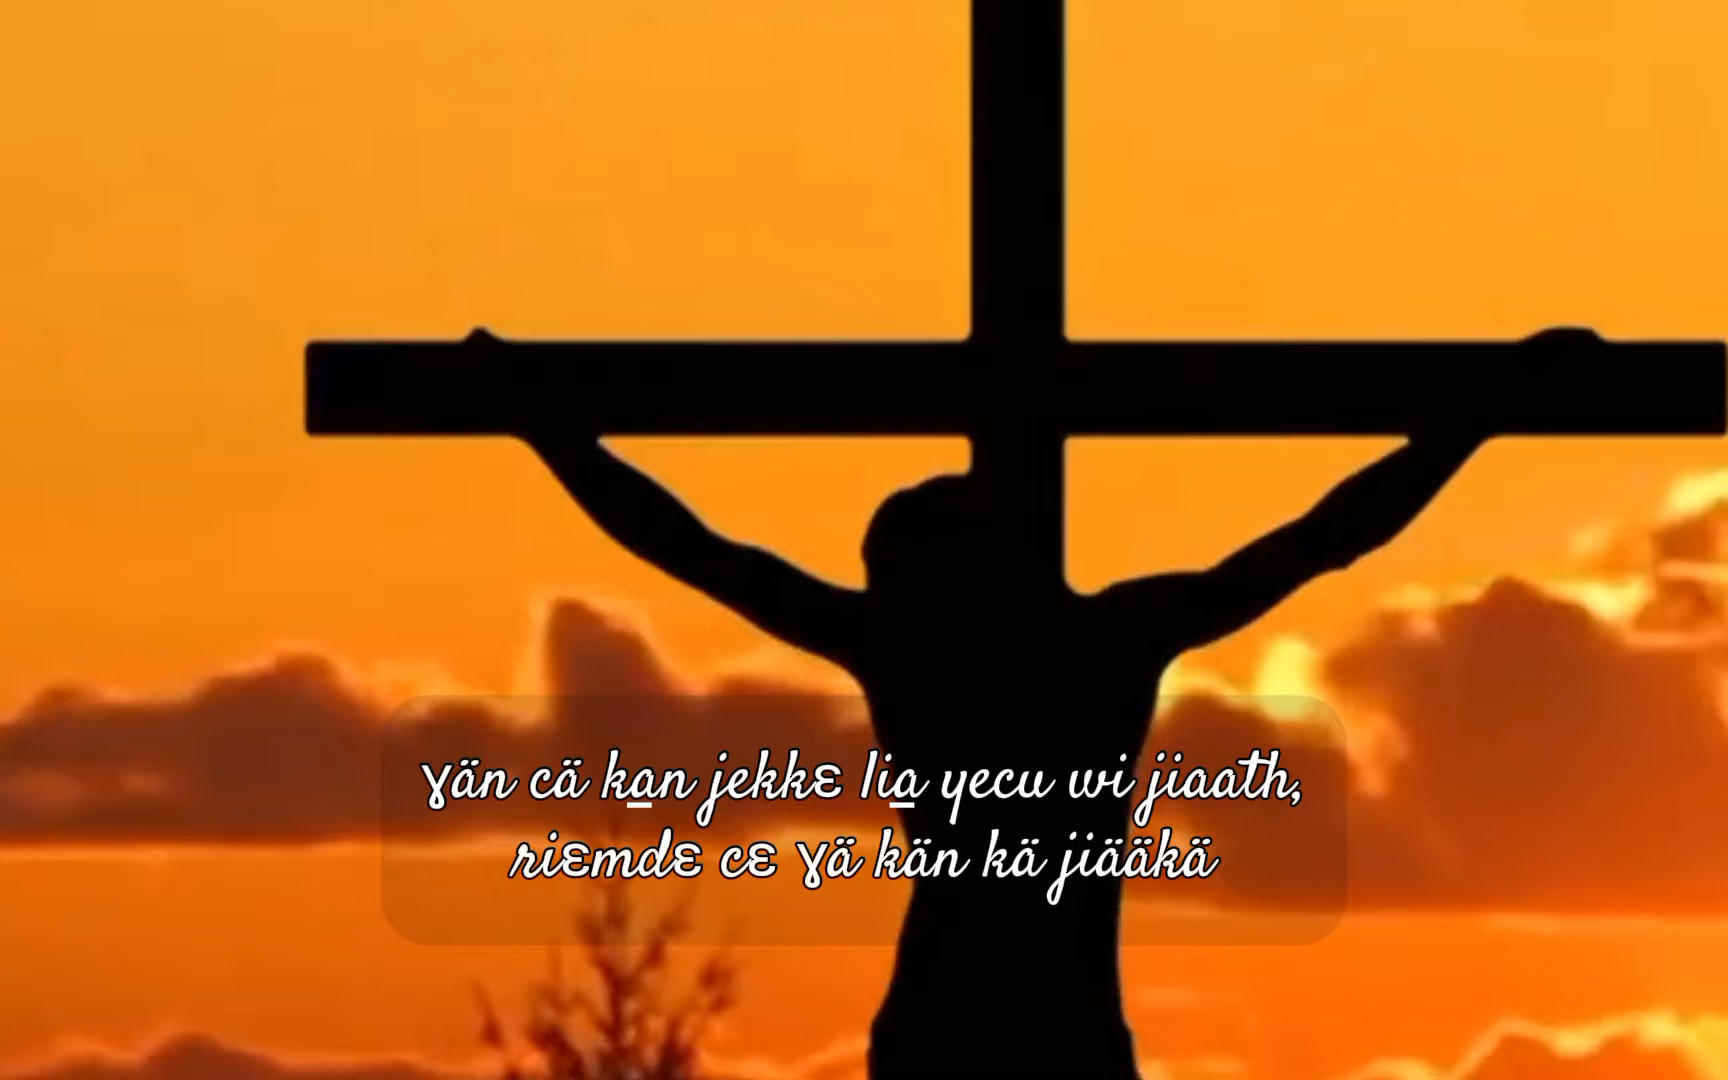 ɣän cä ka̱n jekkɛ lia̱ yecu wi jiaath,
riɛmdɛ cɛ ɣä kän kä jiääkä